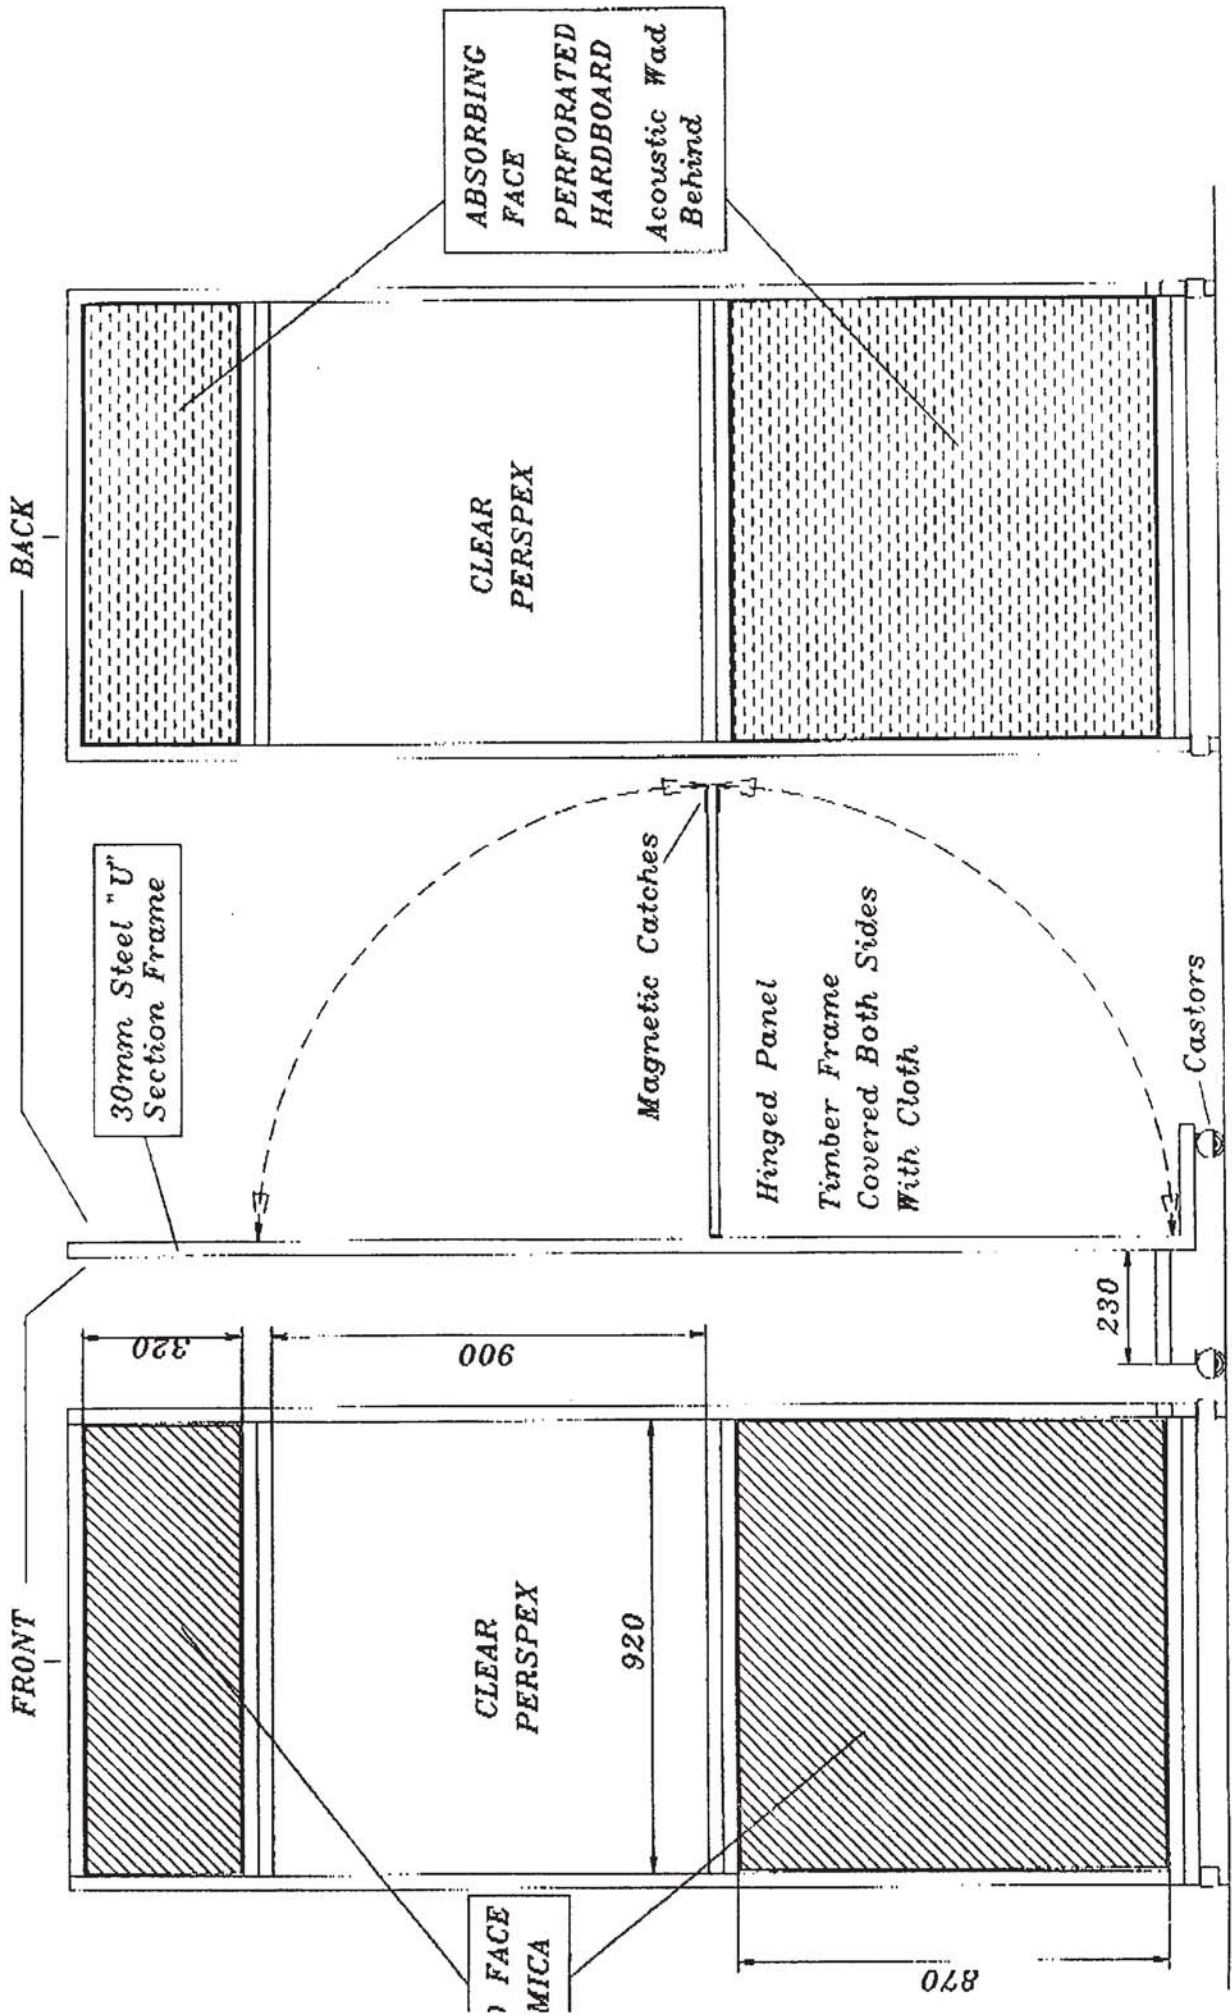 FRONT
BACK
30mm Steel "U"
Section Frame
ABSORBING
FACE
PERFORATED
HARDBOARD
Acoustic Wad
Behind
320
900
CLEAR
PERSPEX
920
CLEAR
PERSPEX
Magnetic Catches
Hinged Panel
Timber Frame
Covered Both Sides
With Cloth
FACE
MICA
870
230
Castors